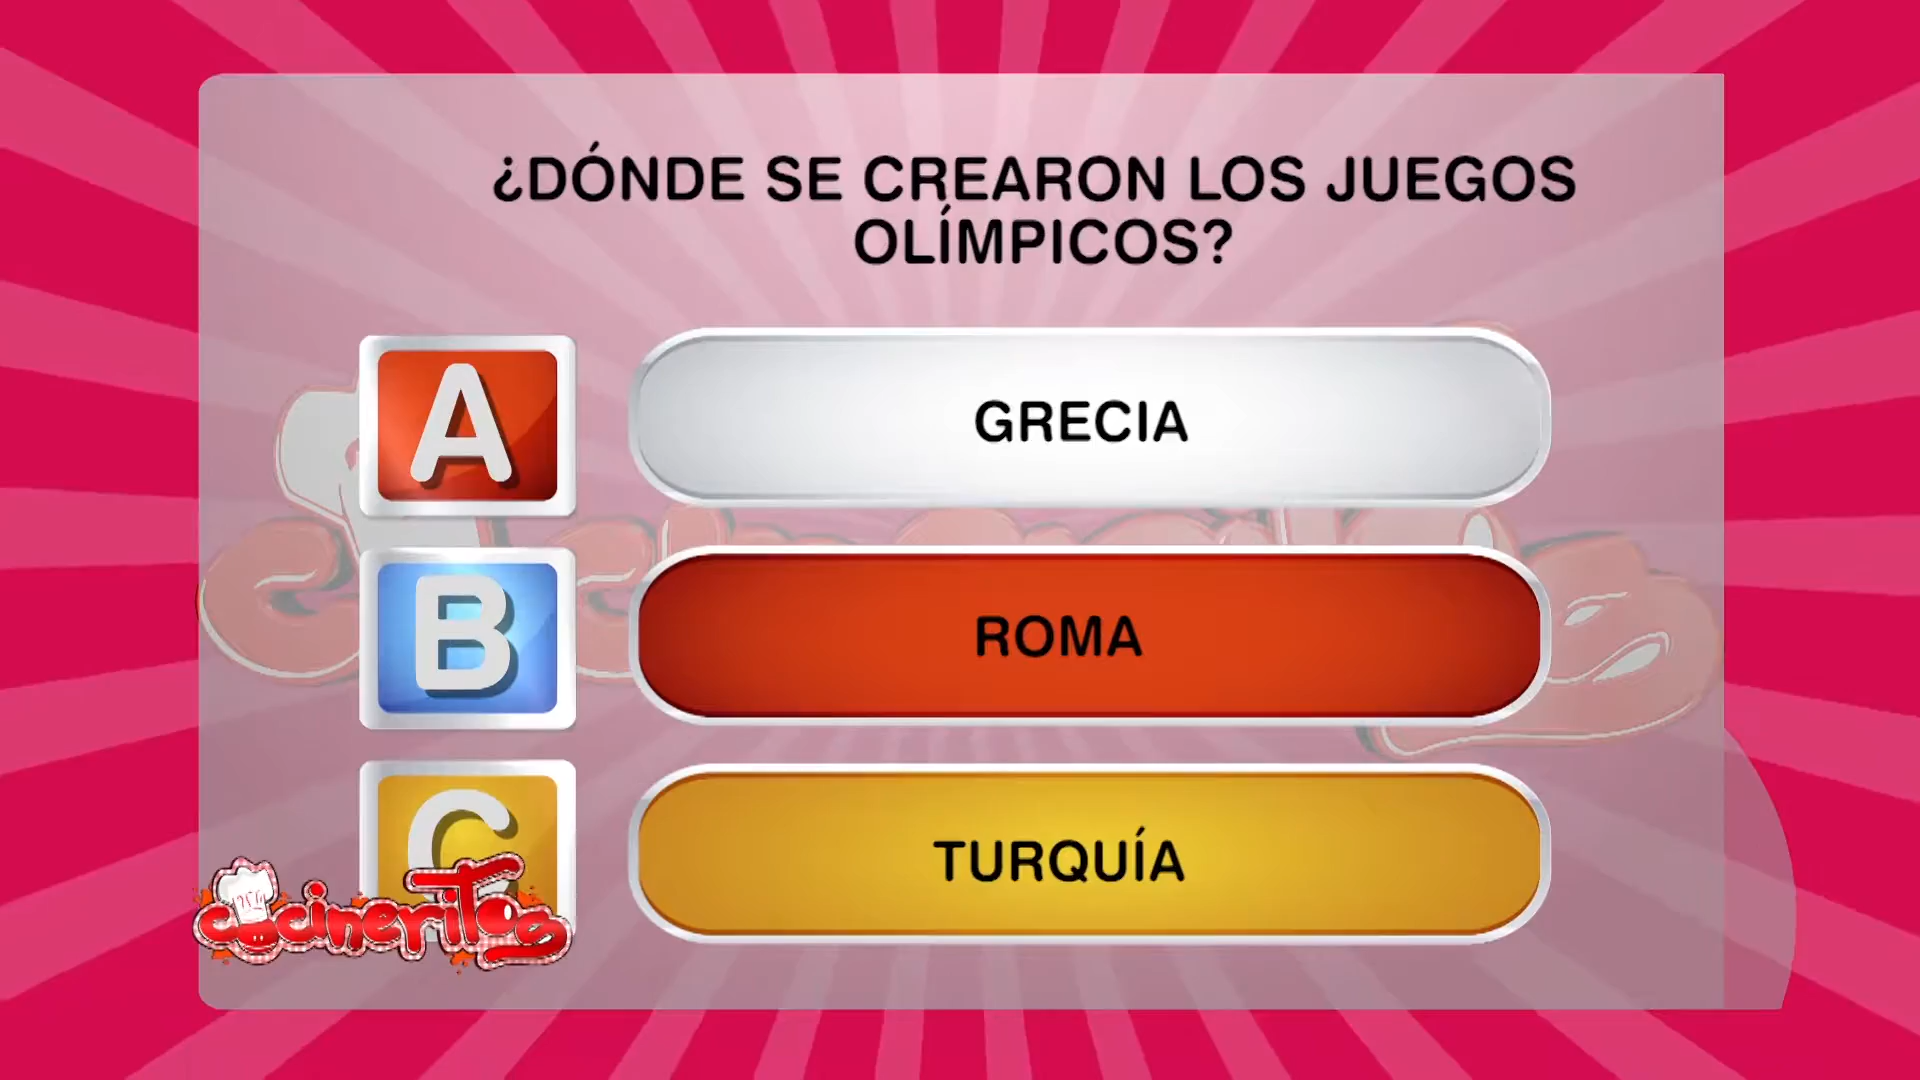 ¿DÓNDE SE CREARON LOS JUEGOS
OLÍMPICOS?
A
GRECIA
B
ROMA
C
TURQUÍA
cocineritos